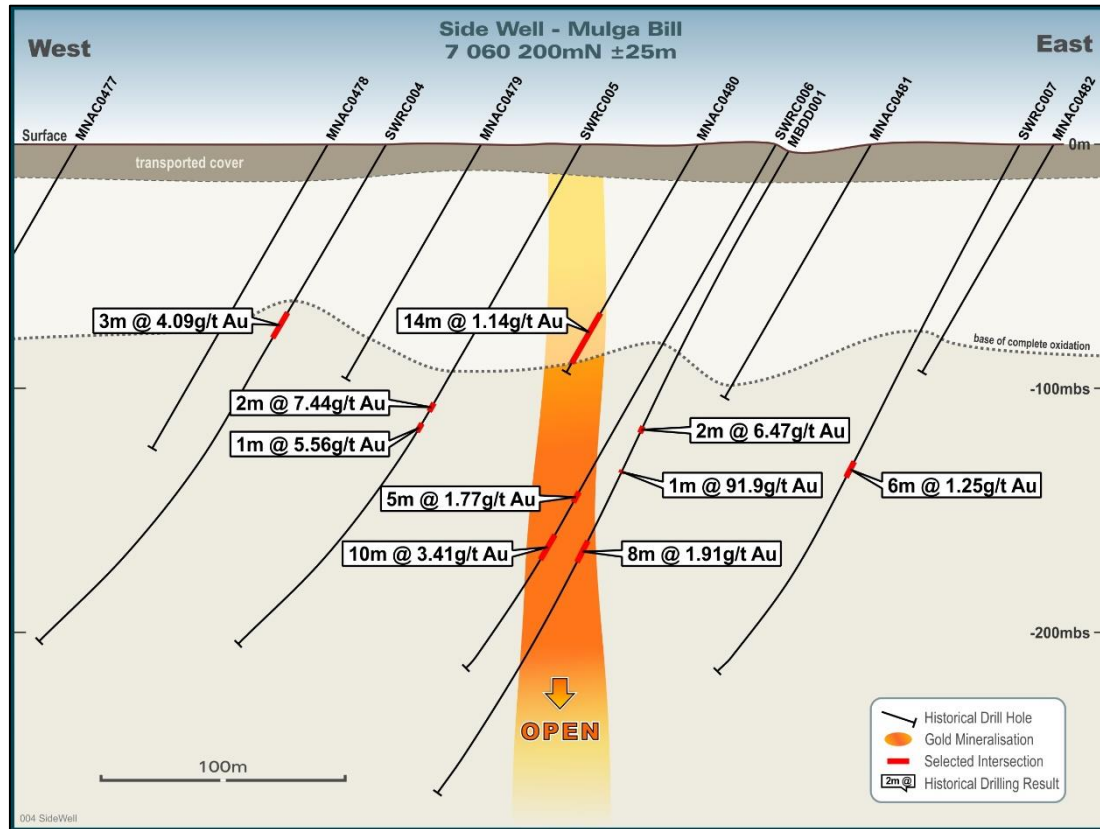 Side Well - Mulga Bill
7 060 200mN ±25m
West
East
MNAC0477
MNAC0478
SWRC004
MNAC0479
SWRC005
MNAC0480
SWRC006
MBDD001
MNAC0481
SWRC007
MNAC0482
Surface
0m
transported cover
3m @ 4.09g/t Au
14m @ 1.14g/t Au
base of complete oxidation
-100mbs
2m @ 7.44g/t Au
2m @ 6.47g/t Au
1m @ 5.56g/t Au
1m @ 91.9g/t Au
6m @ 1.25g/t Au
5m @ 1.77g/t Au
10m @ 3.41g/t Au
8m @ 1.91g/t Au
-200mbs
OPEN
100m
Historical Drill Hole
Gold Mineralisation
Selected Intersection
2m @
Historical Drilling Result
004 SideWell